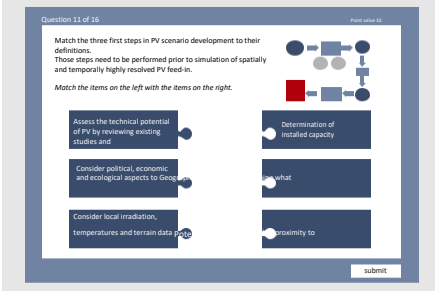 Question 11 of 16
Point value 10
Match the three first steps in PV scenario development to their
definitions.
Those steps need to be performed prior to simulation of spatially
and temporally highly resolved PV feed-in.
Match the items on the left with the items on the right.
Assess the technical potential
of PV by reviewing existing
studies and
Determination of
installed capacity
Consider political, economic
and ecological aspects to Geog
what
Consider local irradiation,
temperatures and terrain data Pote
proximity to
submit